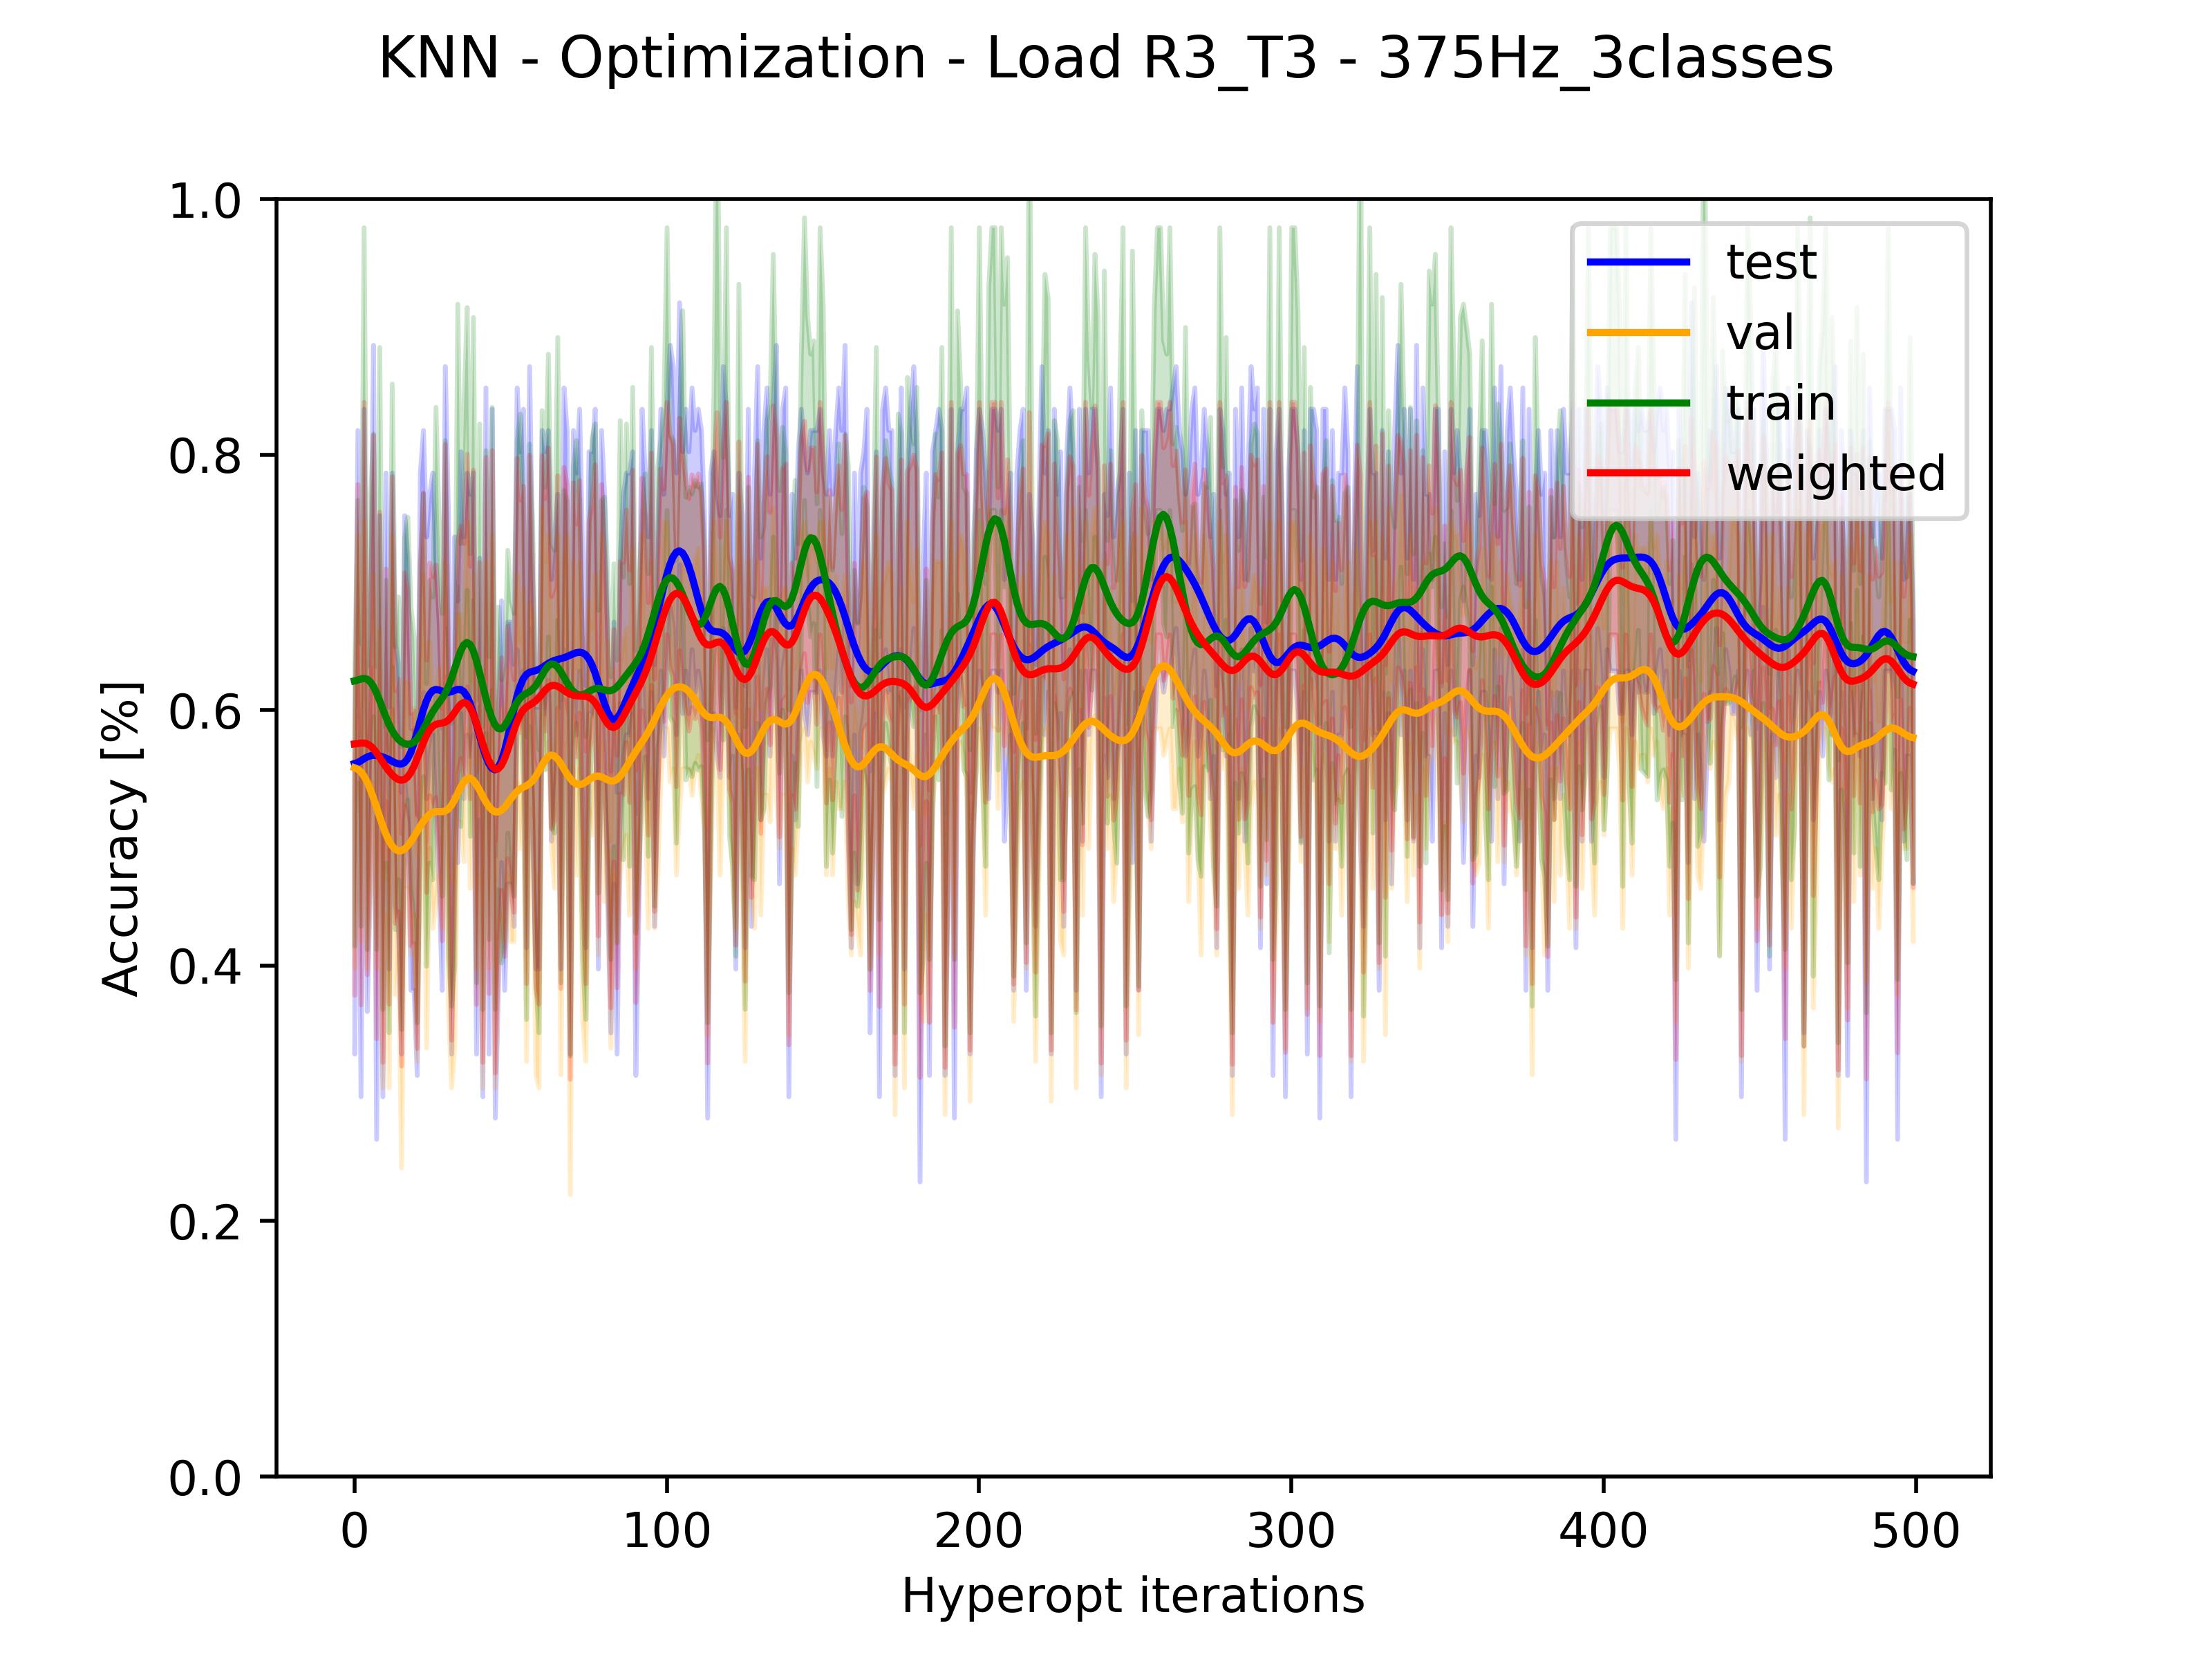 KNN - Optimization - Load R3_T3 - 375Hz_3classes
1.0
0.8
0.6
0.4
0.2
0.0
Accuracy [%]
test
val
train
weighted
0 100 200 300 400 500
Hyperopt iterations